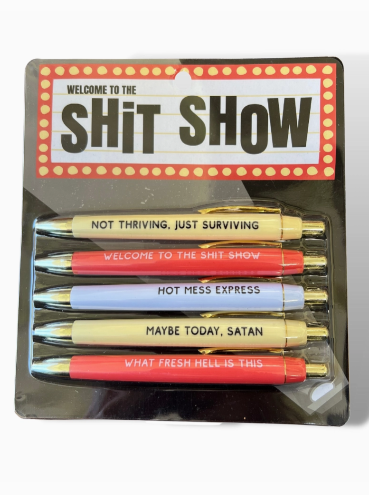 WELCOME TO THE
SHiT SHOW
NOT THRIVING, JUST SURVIVING
WELCOME TO THE SHIT SHOW
HOT MESS EXPRESS
MAYBE TODAY, SATAN
WHAT FRESH HELL IS THIS